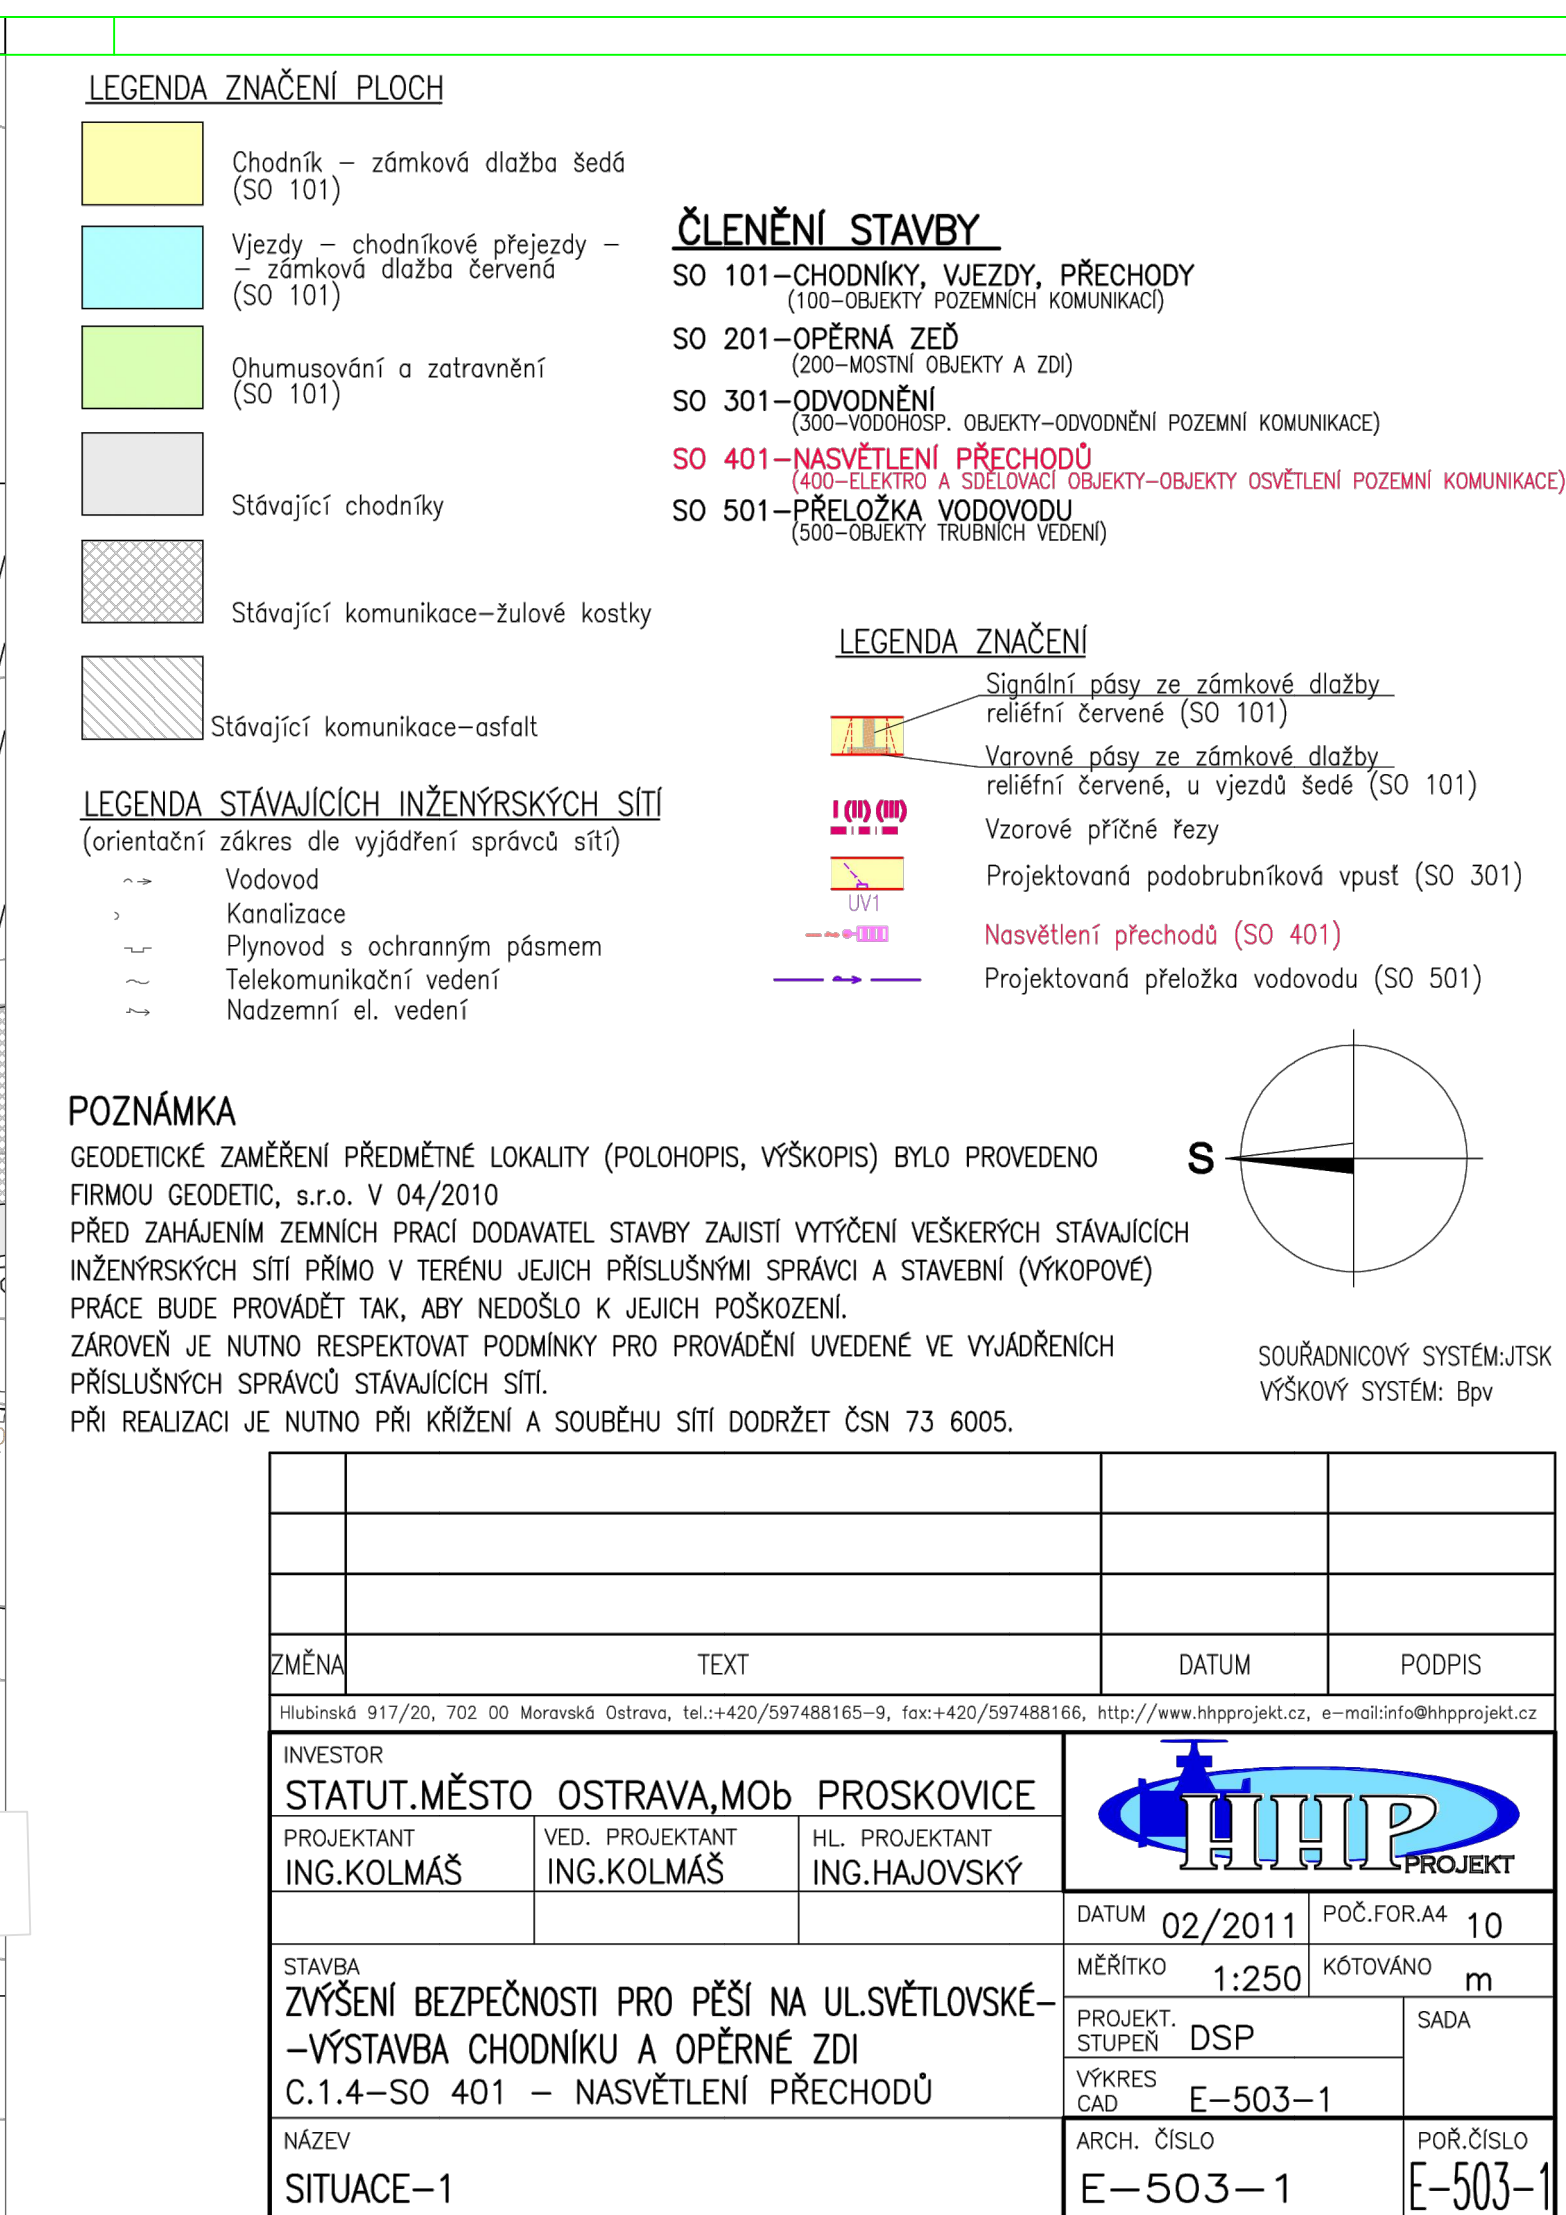 LEGENDA ZNAČENÍ PLOCH
Chodník – zámková dlažba šedá
(SO 101)
Vjezdy – chodníkové přejezdy –
– zámková dlažba červená
(SO 101)
Ohumusování a zatravnění
(SO 101)
Stávající chodníky
Stávající komunikace–žulové kostky
Stávající komunikace–asfalt
ČLENĚNÍ STAVBY
SO 101–CHODNÍKY, VJEZDY, PŘECHODY
(100–OBJEKTY POZEMNÍCH KOMUNIKACÍ)
SO 201–OPĚRNÁ ZEĎ
(200–MOSTNÍ OBJEKTY A ZDI)
SO 301–ODVODNĚNÍ
(300–VODOHOSP. OBJEKTY–ODVODNĚNÍ POZEMNÍ KOMUNIKACE)
SO 401–NASVĚTLENÍ PŘECHODŮ
(400–ELEKTRO A SDĚLOVACÍ OBJEKTY–OBJEKTY OSVĚTLENÍ POZEMNÍ KOMUNIKACE)
SO 501–PŘELOŽKA VODOVODU
(500–OBJEKTY TRUBNÍCH VEDENÍ)
LEGENDA STÁVAJÍCÍCH INŽENÝRSKÝCH SÍTÍ
(orientační zákres dle vyjádření správců sítí)
Vodovod
Kanalizace
Plynovod s ochranným pásmem
Telekomunikační vedení
Nadzemní el. vedení
LEGENDA ZNAČENÍ
Signální pásy ze zámkové dlažby
reliéfní červené (SO 101)
Varovné pásy ze zámkové dlažby
reliéfní červené, u vjezdů šedé (SO 101)
I (II) (III)
Vzorové příčné řezy
Projektovaná podobrubníková vpusť (SO 301)
UV1
Nasvětlení přechodů (SO 401)
Projektovaná přeložka vodovodu (SO 501)
S
POZNÁMKA
GEODETICKÉ ZAMĚŘENÍ PŘEDMĚTNÉ LOKALITY (POLOHOPIS, VÝŠKOPIS) BYLO PROVEDENO
FIRMOU GEODETIC, s.r.o. V 04/2010
PŘED ZAHÁJENÍM ZEMNÍCH PRACÍ DODAVATEL STAVBY ZAJISTÍ VYTÝČENÍ VEŠKERÝCH STÁVAJÍCÍCH
INŽENÝRSKÝCH SÍTÍ PŘÍMO V TERÉNU JEJICH PŘÍSLUŠNÝMI SPRÁVCI A STAVEBNÍ (VÝKOPOVÉ)
PRÁCE BUDE PROVÁDĚT TAK, ABY NEDOŠLO K JEJICH POŠKOZENÍ.
ZÁROVEŇ JE NUTNO RESPEKTOVAT PODMÍNKY PRO PROVÁDĚNÍ UVEDENÉ VE VYJÁDŘENÍCH
PŘÍSLUŠNÝCH SPRÁVCŮ STÁVAJÍCÍCH SÍTÍ.
PŘI REALIZACI JE NUTNO PŘI KŘÍŽENÍ A SOUBĚHU SÍTÍ DODRŽET ČSN 73 6005.
SOUŘADNICOVÝ SYSTÉM:JTSK
VÝŠKOVÝ SYSTÉM: Bpv
ZMĚNA TEXT DATUM PODPIS
Hlubinská 917/20, 702 00 Moravská Ostrava, tel.:+420/597488165–9, fax:+420/597488166, http://www.hhpprojekt.cz, e–mail:info@hhpprojekt.cz
INVESTOR
STATUT.MĚSTO OSTRAVA,MOb PROSKOVICE
HHP
PROJEKT
PROJEKTANT VED. PROJEKTANT HL. PROJEKTANT
ING.KOLMÁŠ ING.KOLMÁŠ ING.HAJOVSKÝ
DATUM 02/2011 POČ.FOR.A4 10
MĚŘÍTKO 1:250 KÓTOVÁNO m
STAVBA
ZVÝŠENÍ BEZPEČNOSTI PRO PĚŠÍ NA UL.SVĚTLOVSKÉ–
–VÝSTAVBA CHODNÍKU A OPĚRNÉ ZDI
C.1.4–SO 401 – NASVĚTLENÍ PŘECHODŮ
PROJEKT.
STUPEŇ DSP
SADA
VÝKRES
CAD E–503–1
NÁZEV
SITUACE–1
ARCH. ČÍSLO
E–503–1
POŘ.ČÍSLO
E–503–1